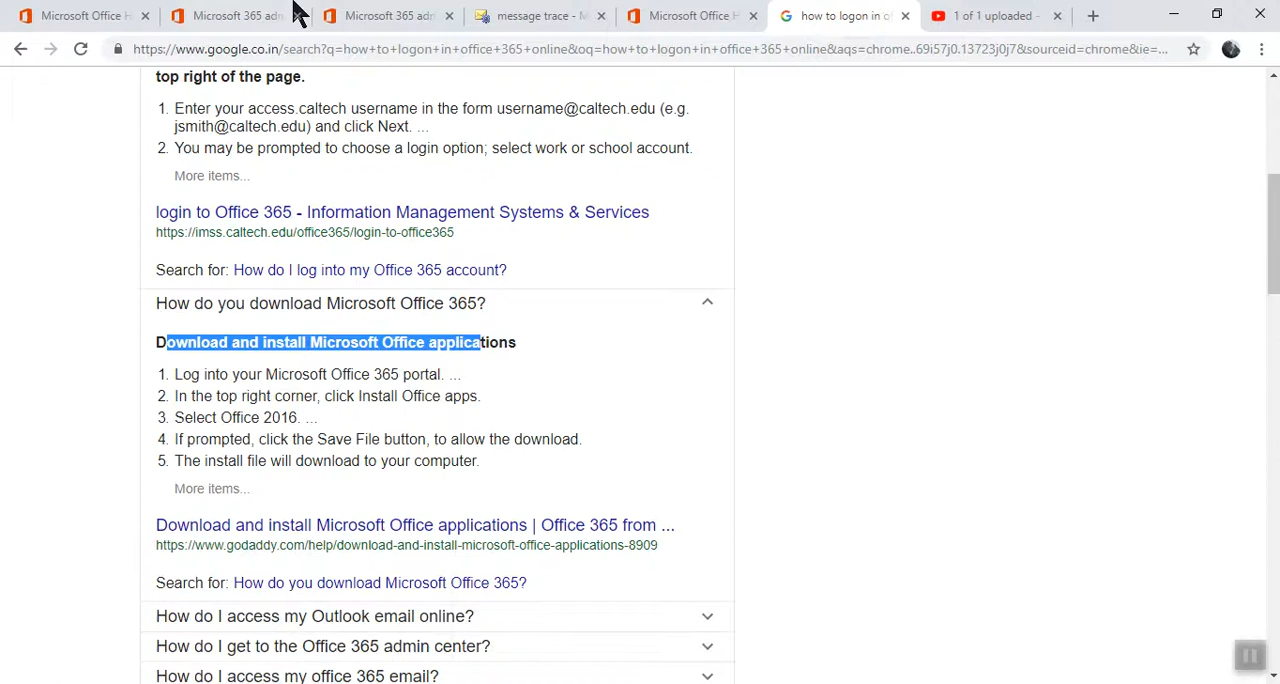 Microsoft Office H
Microsoft 365 adm
Microsoft 365 adm
message trace - M
Microsoft Office H
how to logon in of
1 of 1 uploaded -
https://www.google.co.in/search?q=how+to+logon+in+office+365+online&oq=how+to+logon+in+office+365+online&aqs=chrome..69i57j0.13723j0j7&sourceid=chrome&ie=...
top right of the page.
1. Enter your access.caltech username in the form username@caltech.edu (e.g.
jsmith@caltech.edu) and click Next. ...
2. You may be prompted to choose a login option; select work or school account.
More items...
login to Office 365 - Information Management Systems & Services
https://imss.caltech.edu/office365/login-to-office365
Search for: How do I log into my Office 365 account?
How do you download Microsoft Office 365?
Download and install Microsoft Office applications
1. Log into your Microsoft Office 365 portal. ...
2. In the top right corner, click Install Office apps.
3. Select Office 2016. ...
4. If prompted, click the Save File button, to allow the download.
5. The install file will download to your computer.
More items...
Download and install Microsoft Office applications | Office 365 from ...
https://www.godaddy.com/help/download-and-install-microsoft-office-applications-8909
Search for: How do you download Microsoft Office 365?
How do I access my Outlook email online?
How do I get to the Office 365 admin center?
How do I access my office 365 email?